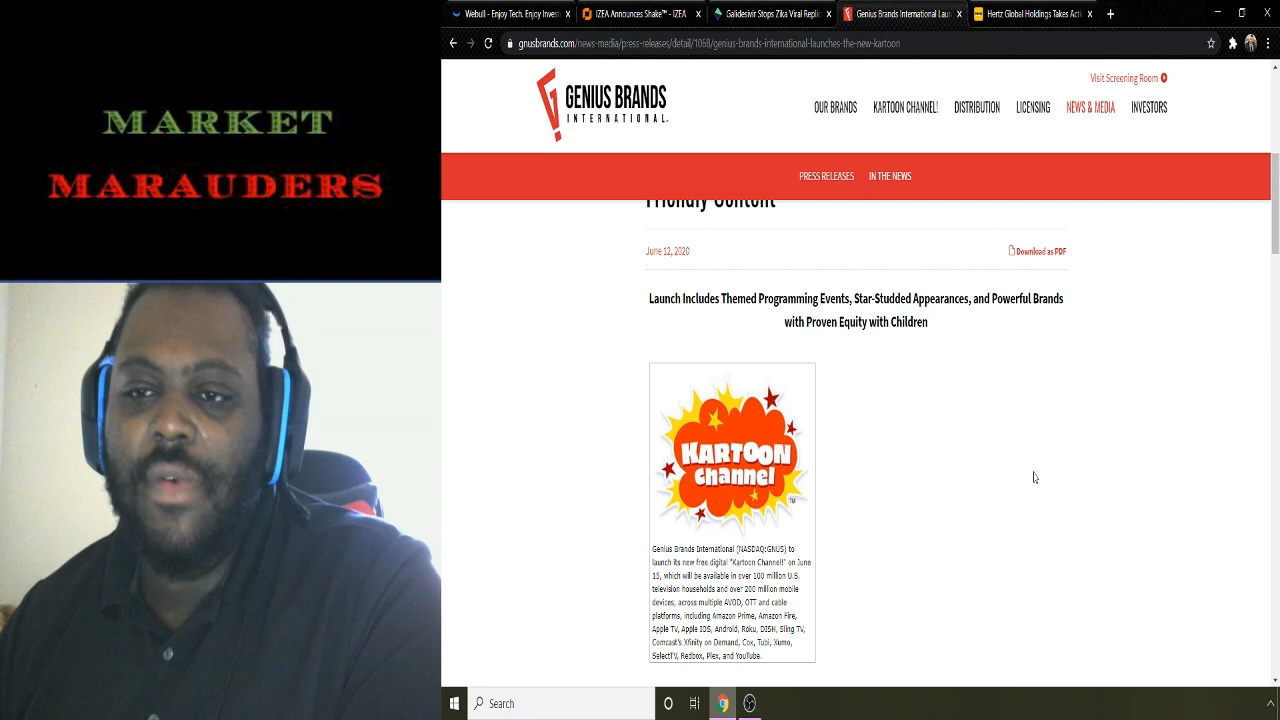 Webull - Enjoy Tech. Enjoy Invest
IZEA Announces Shake™ - IZEA
Galidesivir Stops Zika Viral Replic
Genius Brands International Laun
Hertz Global Holdings Takes Acti
gnusbrands.com/news-media/press-releases/detail/1068/genius-brands-international-launches-the-new-kartoon
MARKET
MARAUDERS
GENIUS BRANDS
INTERNATIONAL
Visit Screening Room
OUR BRANDS
KARTOON CHANNEL!
DISTRIBUTION
LICENSING
NEWS & MEDIA
INVESTORS
PRESS RELEASES
IN THE NEWS
Friendly Content
June 12, 2020
Download as PDF
Launch Includes Themed Programming Events, Star-Studded Appearances, and Powerful Brands
with Proven Equity with Children
KARTOON
channel
TM
Genius Brands International (NASDAQ:GNUS) to
launch its new free digital "Kartoon Channel!" on June
15, which will be available in over 100 million U.S.
television households and over 200 million mobile
devices, across multiple AVOD, OTT and cable
platforms, including Amazon Prime, Amazon Fire,
Apple TV, Apple IOS, Android, Roku, DISH, Sling TV,
Comcast's Xfinity on Demand, Cox, Tubi, Xumo,
SelectTV, Redbox, Plex, and YouTube.
Search